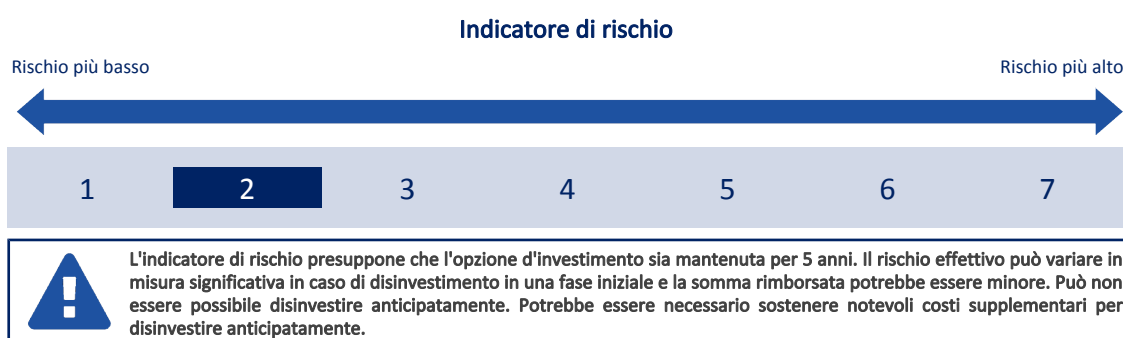 Indicatore di rischio
Rischio più basso
Rischio più alto
1 2 3 4 5 6 7
L'indicatore di rischio presuppone che l'opzione d'investimento sia mantenuta per 5 anni. Il rischio effettivo può variare in
misura significativa in caso di disinvestimento in una fase iniziale e la somma rimborsata potrebbe essere minore. Può non
essere possibile disinvestire anticipatamente. Potrebbe essere necessario sostenere notevoli costi supplementari per
disinvestire anticipatamente.